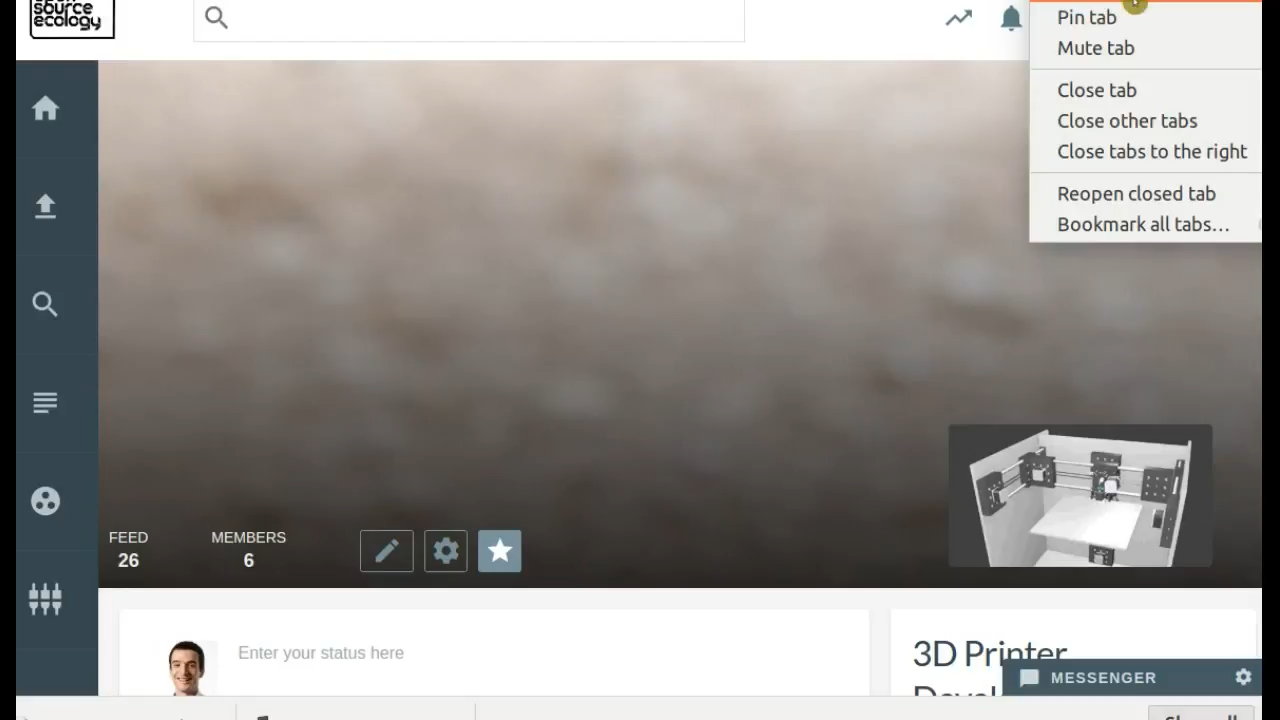 source
ecology
Pin tab
Mute tab
Close tab
Close other tabs
Close tabs to the right
Reopen closed tab
Bookmark all tabs...
FEED
26
MEMBERS
6
Enter your status here
3D Printer
MESSENGER